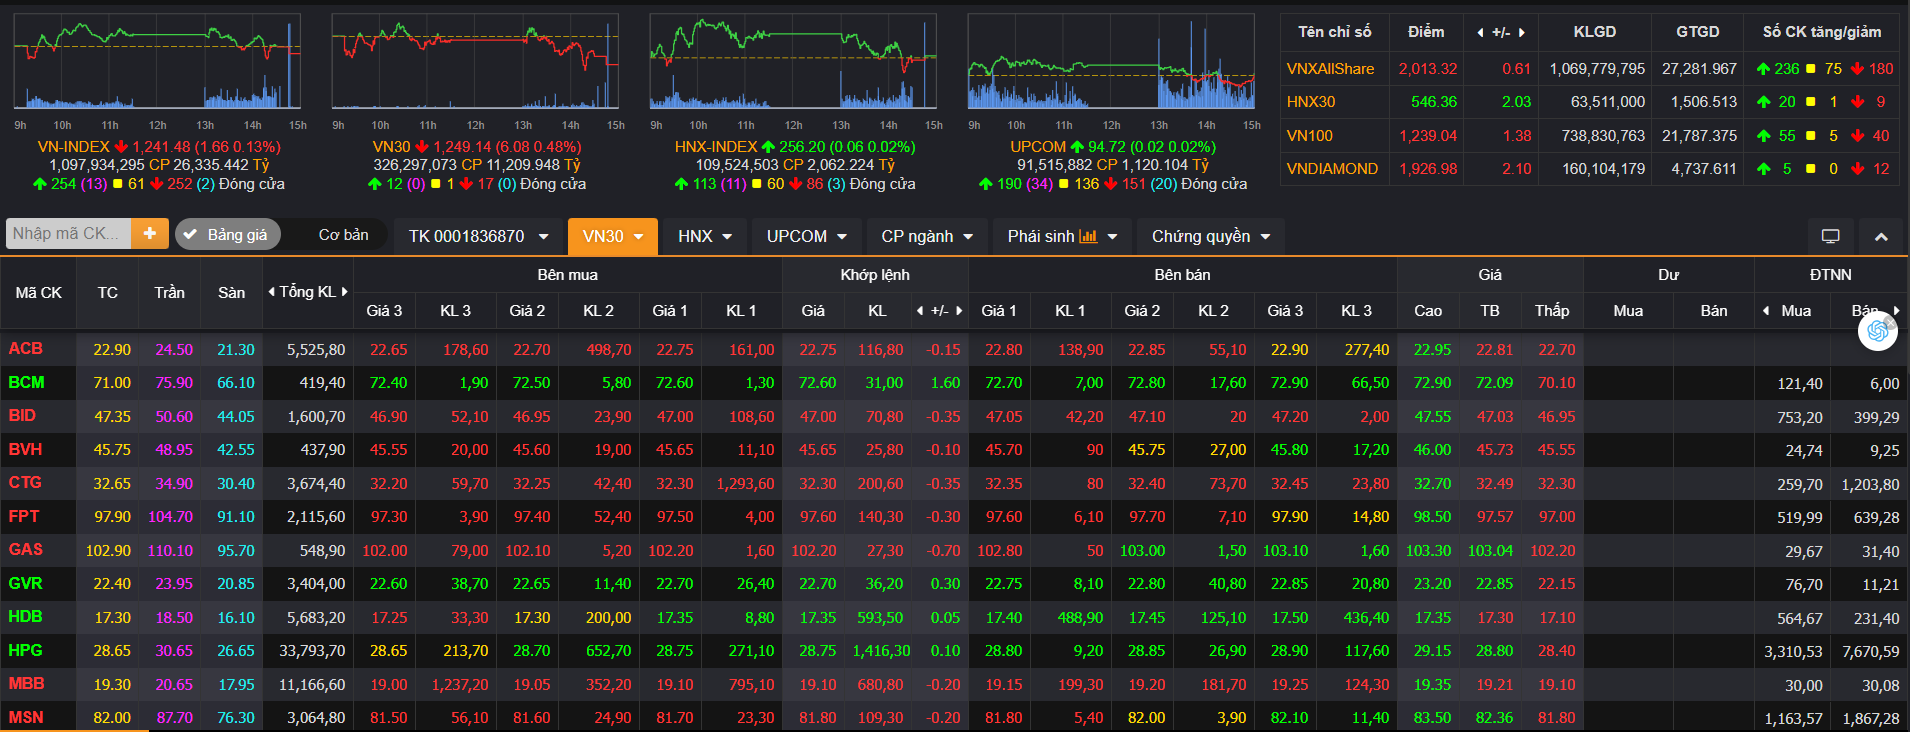 9h 10h 11h 12h 13h 14h 15h
VN-INDEX 1,241.48 (1.66 0.13%)
1,097,934,295 CP 26,335.442 Tỷ
254 (13) 61 252 (2) Đóng cửa
9h 10h 11h 12h 13h 14h 15h
VN30 1,249.14 (6.08 0.48%)
326,297,073 CP 11,209.948 Tỷ
12 (0) 1 17 (0) Đóng cửa
9h 10h 11h 12h 13h 14h 15h
HNX-INDEX 256.20 (0.06 0.02%)
109,524,503 CP 2,062.224 Tỷ
113 (11) 60 86 (3) Đóng cửa
9h 10h 11h 12h 13h 14h 15h
UPCOM 94.72 (0.02 0.02%)
91,515,882 CP 1,120.104 Tỷ
190 (34) 136 151 (20) Đóng cửa
Tên chỉ số Điểm +/- KLGD GTGD Số CK tăng/giảm
VNXAllShare 2,013.32 0.61 1,069,779,795 27,281.967 236 75 180
HNX30 546.36 2.03 63,511,000 1,506.513 20 1 9
VN100 1,239.04 1.38 738,830,763 21,787.375 55 5 40
VNDIAMOND 1,926.98 2.10 160,104,179 4,737.611 5 0 12
Nhập mã CK... + Bảng giá Cơ bản TK 0001836870 VN30 HNX UPCOM CP ngành Phái sinh Chứng quyền
Mã CK TC Trần Sàn Tổng KL Bên mua Khớp lệnh Bên bán Giá Dư ĐTNN
Giá 3 KL 3 Giá 2 KL 2 Giá 1 KL 1 Giá KL +/- Giá 1 KL 1 Giá 2 KL 2 Giá 3 KL 3 Cao TB Thấp Mua Bán Mua Bán
ACB 22.90 24.50 21.30 5,525,80 22.65 178,60 22.70 498,70 22.75 161,00 22.75 116,80 -0.15 22.80 138,90 22.85 55,10 22.90 277,40 22.95 22.81 22.70
BCM 71.00 75.90 66.10 419,40 72.40 1,90 72.50 5,80 72.60 1,30 72.60 31,00 1.60 72.70 7,00 72.80 17,60 72.90 66,50 72.90 72.09 70.10 121,40 6,00
BID 47.35 50.60 44.05 1,600,70 46.90 52,10 46.95 23,90 47.00 108,60 47.00 70,80 -0.35 47.05 42,20 47.10 20 47.20 2,00 47.55 47.03 46.95 753,20 399,29
BVH 45.75 48.95 42.55 437,90 45.55 20,00 45.60 19,00 45.65 11,10 45.65 25,80 -0.10 45.70 90 45.75 27,00 45.80 17,20 46.00 45.73 45.55 24,74 9,25
CTG 32.65 34.90 30.40 3,674,40 32.20 59,70 32.25 42,40 32.30 1,293,60 32.30 200,60 -0.35 32.35 80 32.40 73,70 32.45 23,80 32.70 32.49 32.30 259,70 1,203,80
FPT 97.90 104.70 91.10 2,115,60 97.30 3,90 97.40 52,40 97.50 4,00 97.60 140,30 -0.30 97.60 6,10 97.70 7,10 97.90 14,80 98.50 97.57 97.00 519,99 639,28
GAS 102.90 110.10 95.70 548,90 102.00 79,00 102.10 5,20 102.20 1,60 102.20 27,30 -0.70 102.80 50 103.00 1,50 103.10 1,60 103.30 103.04 102.20 29,67 31,40
GVR 22.40 23.95 20.85 3,404,00 22.60 38,70 22.65 11,40 22.70 26,40 22.70 36,20 0.30 22.75 8,10 22.80 40,80 22.85 20,80 23.20 22.85 22.15 76,70 11,21
HDB 17.30 18.50 16.10 5,683,20 17.25 33,30 17.30 200,00 17.35 8,80 17.35 593,50 0.05 17.40 488,90 17.45 125,10 17.50 436,40 17.35 17.30 17.10 564,67 231,40
HPG 28.65 30.65 26.65 33,793,70 28.65 213,70 28.70 652,70 28.75 271,10 28.75 1,416,30 0.10 28.80 9,20 28.85 26,90 28.90 117,60 29.15 28.80 28.40 3,310,53 7,670,59
MBB 19.30 20.65 17.95 11,166,60 19.00 1,237,20 19.05 352,20 19.10 795,10 19.10 680,80 -0.20 19.15 199,30 19.20 181,70 19.25 124,30 19.35 19.21 19.10 30,00 30,08
MSN 82.00 87.70 76.30 3,064,80 81.50 56,10 81.60 24,90 81.70 23,30 81.80 109,30 -0.20 81.80 5,40 82.00 3,90 82.10 11,40 83.50 82.36 81.80 1,163,57 1,867,28